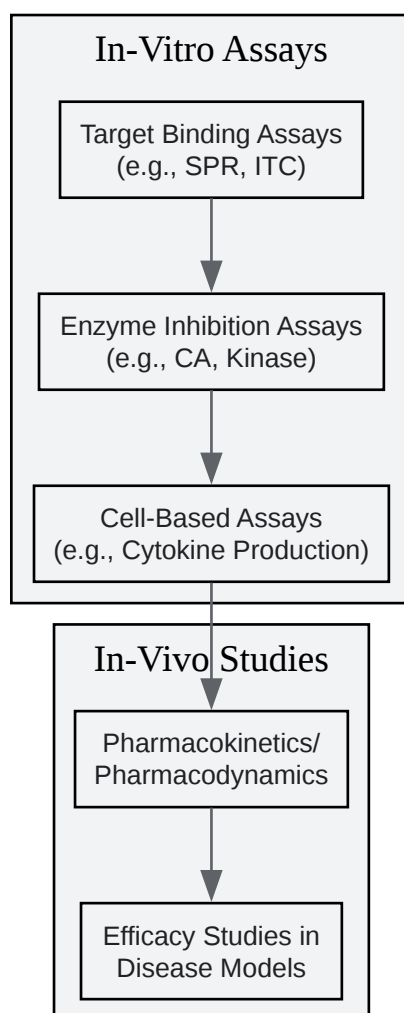 In-Vitro Assays
Target Binding Assays
(e.g., SPR, ITC)
Enzyme Inhibition Assays
(e.g., CA, Kinase)
Cell-Based Assays
(e.g., Cytokine Production)
In-Vivo Studies
Pharmacokinetics/
Pharmacodynamics
Efficacy Studies in
Disease Models